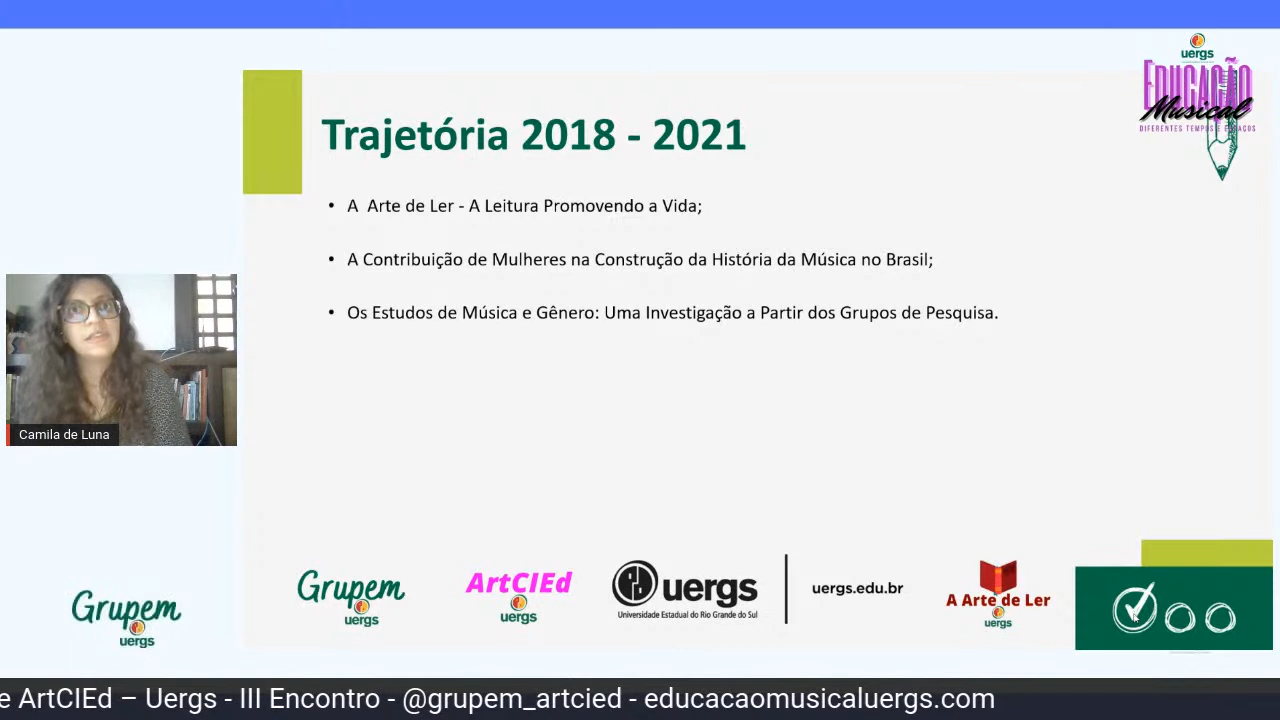 uergs
EDUCAÇÃO
Musical
DIFERENTES TEMPOS E ESPAÇOS
Trajetória 2018 - 2021
• A Arte de Ler - A Leitura Promovendo a Vida;
• A Contribuição de Mulheres na Construção da História da Música no Brasil;
• Os Estudos de Música e Gênero: Uma Investigação a Partir dos Grupos de Pesquisa.
Camila de Luna
Grupem
uergs
Grupem
uergs
ArtCIEd
uergs
uergs
Universidade Estadual do Rio Grande do Sul
uergs.edu.br
A Arte de Ler
uergs
e ArtCIEd – Uergs - III Encontro - @grupem_artcied - educacaomusicaluergs.com